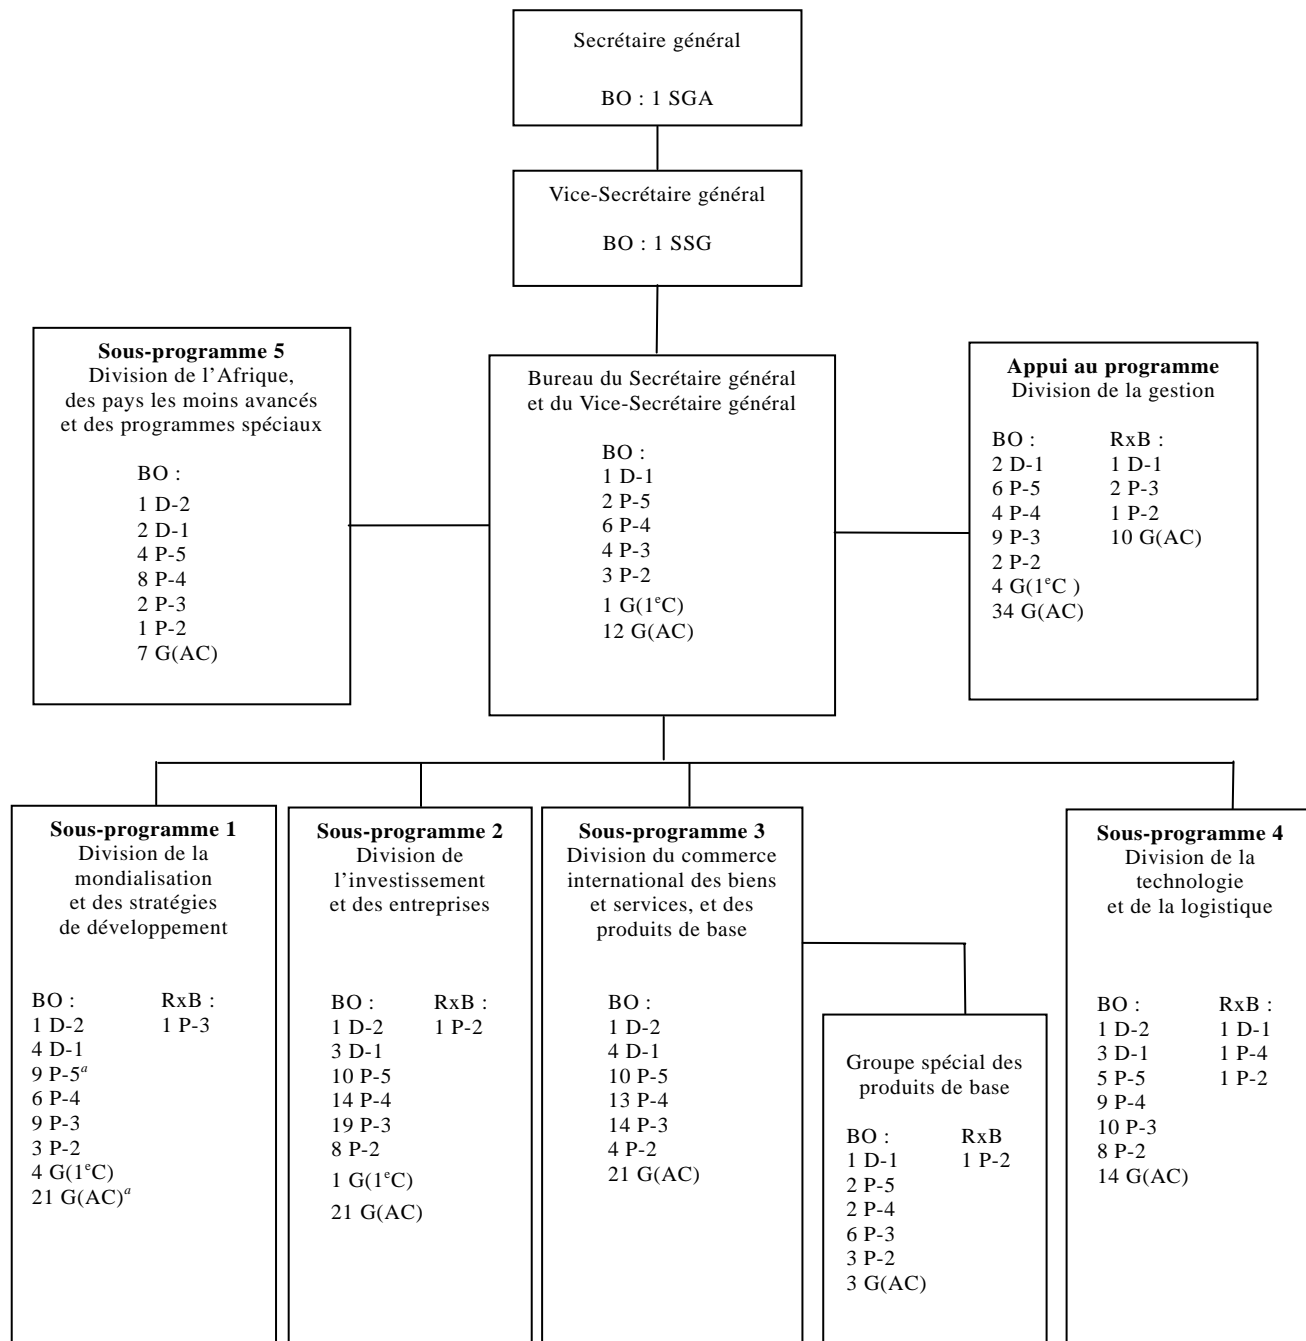 Secrétaire général
BO : 1 SGA
Vice-Secrétaire général
BO : 1 SSG
Sous-programme 5
Division de l’Afrique,
des pays les moins avancés
et des programmes spéciaux
BO :
1 D-2
2 D-1
4 P-5
8 P-4
2 P-3
1 P-2
7 G(AC)
Bureau du Secrétaire général
et du Vice-Secrétaire général
BO :
1 D-1
2 P-5
6 P-4
4 P-3
3 P-2
1 G(1ᵉC)
12 G(AC)
Appui au programme
Division de la gestion
BO :
2 D-1
6 P-5
4 P-4
9 P-3
2 P-2
4 G(1ᵉC )
34 G(AC)
RxB :
1 D-1
2 P-3
1 P-2
10 G(AC)
Sous-programme 1
Division de la
mondialisation
et des stratégies
de développement
BO :
1 D-2
4 D-1
9 P-5ᵃ
6 P-4
9 P-3
3 P-2
4 G(1ᵉC)
21 G(AC)ᵃ
RxB :
1 P-3
Sous-programme 2
Division de
l’investissement
et des entreprises
BO :
1 D-2
3 D-1
10 P-5
14 P-4
19 P-3
8 P-2
1 G(1ᵉC)
21 G(AC)
RxB :
1 P-2
Sous-programme 3
Division du commerce
international des biens
et services, et des
produits de base
BO :
1 D-2
4 D-1
10 P-5
13 P-4
14 P-3
4 P-2
21 G(AC)
Groupe spécial des
produits de base
BO :
1 D-1
2 P-5
2 P-4
6 P-3
3 P-2
3 G(AC)
RxB
1 P-2
Sous-programme 4
Division de la
technologie
et de la logistique
BO :
1 D-2
3 D-1
5 P-5
9 P-4
10 P-3
8 P-2
14 G(AC)
RxB :
1 D-1
1 P-4
1 P-2